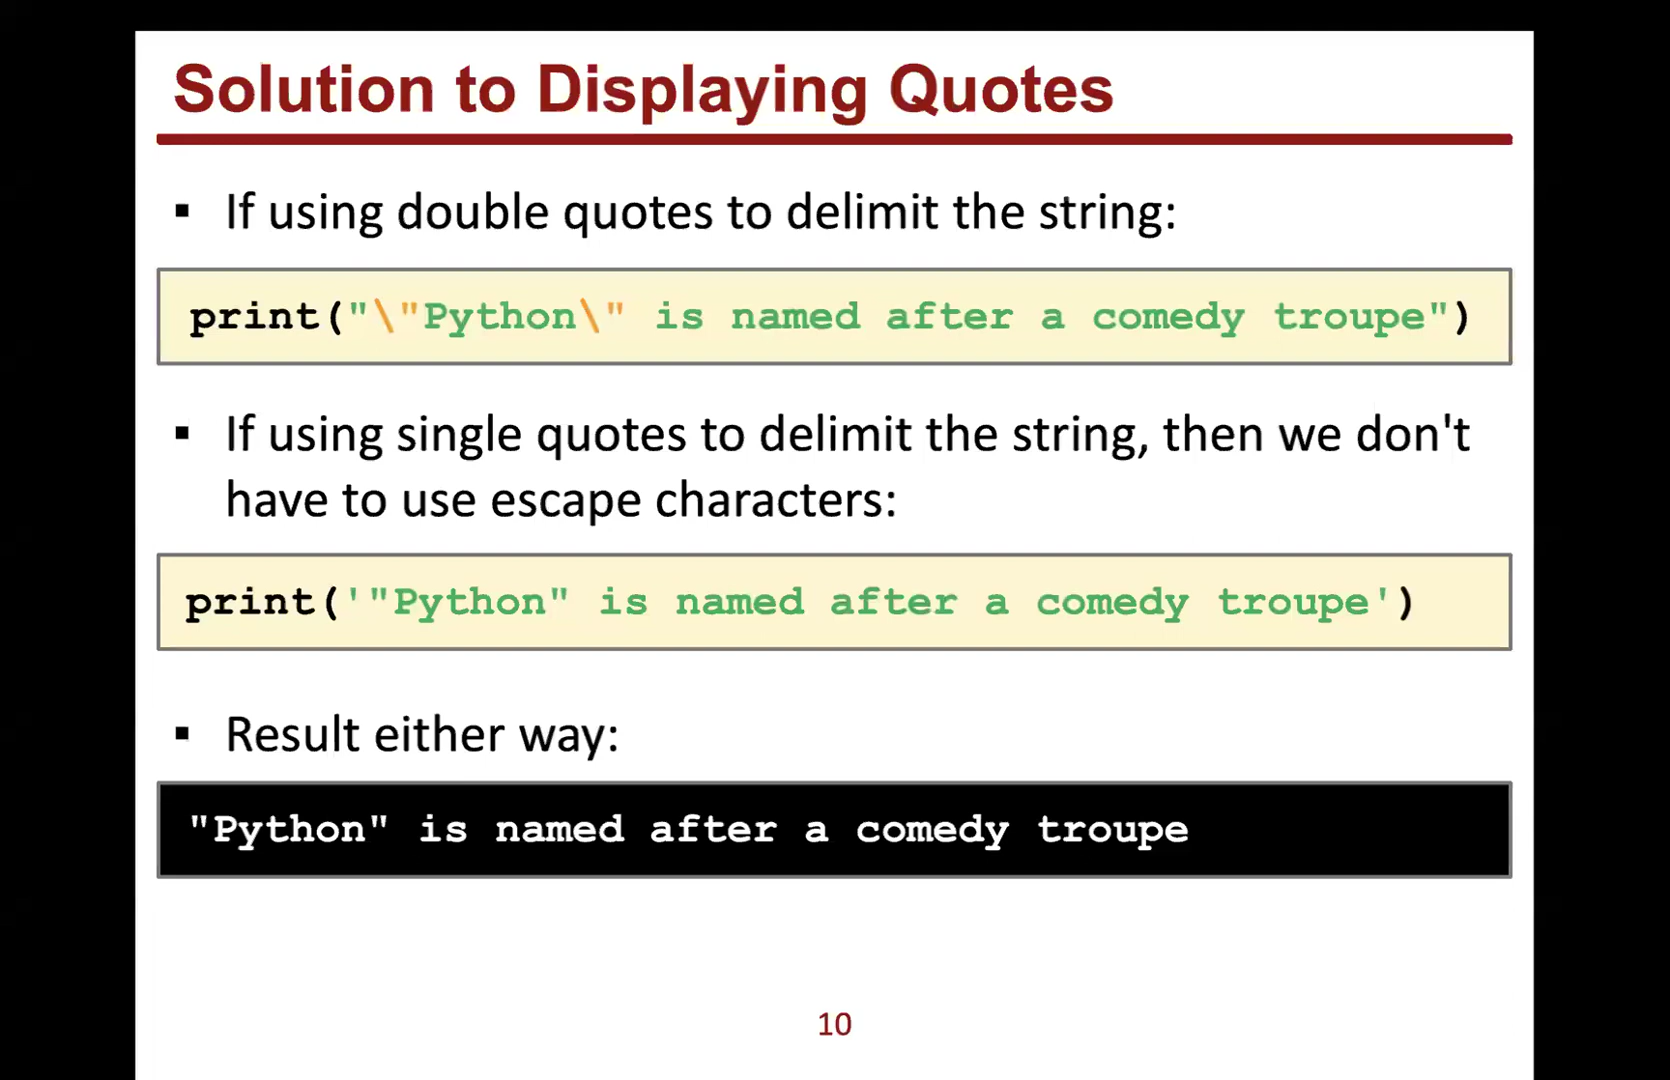 Solution to Displaying Quotes
▪ If using double quotes to delimit the string:
print("\"Python\" is named after a comedy troupe")
▪ If using single quotes to delimit the string, then we don't
have to use escape characters:
print('"Python" is named after a comedy troupe')
▪ Result either way:
"Python" is named after a comedy troupe
10